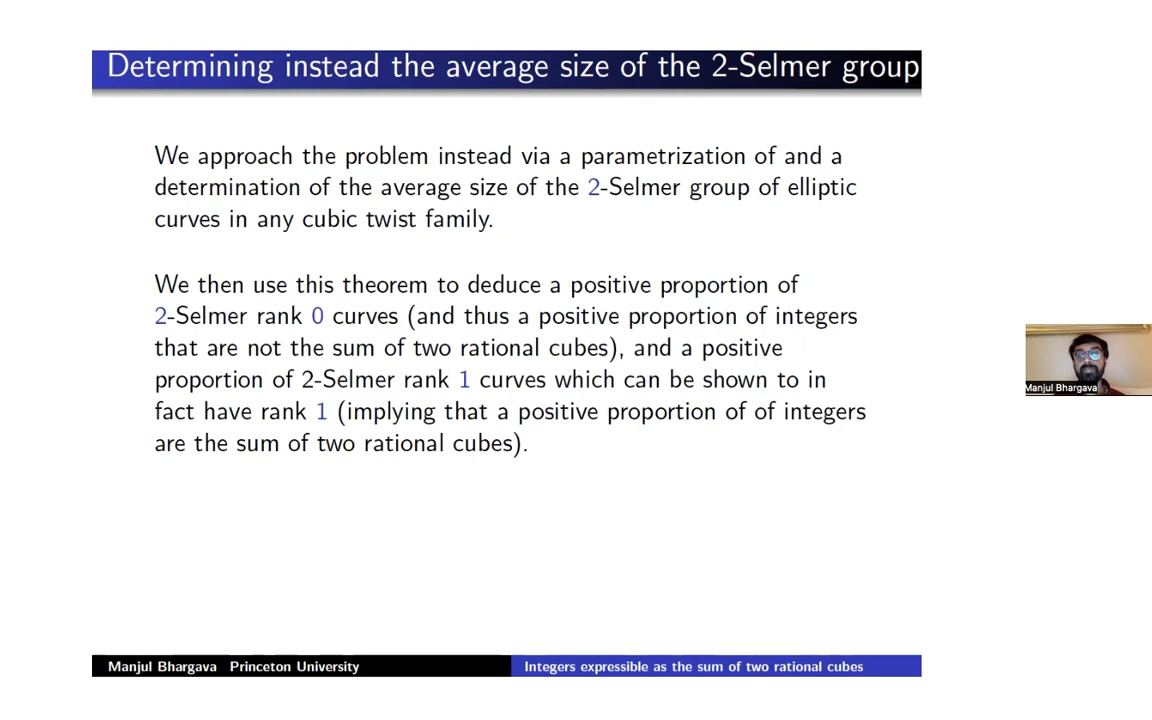 Determining instead the average size of the 2-Selmer group
We approach the problem instead via a parametrization of and a
determination of the average size of the 2-Selmer group of elliptic
curves in any cubic twist family.
We then use this theorem to deduce a positive proportion of
2-Selmer rank 0 curves (and thus a positive proportion of integers
that are not the sum of two rational cubes), and a positive
proportion of 2-Selmer rank 1 curves which can be shown to in
fact have rank 1 (implying that a positive proportion of of integers
are the sum of two rational cubes).
Manjul Bhargava
Manjul Bhargava Princeton University
Integers expressible as the sum of two rational cubes